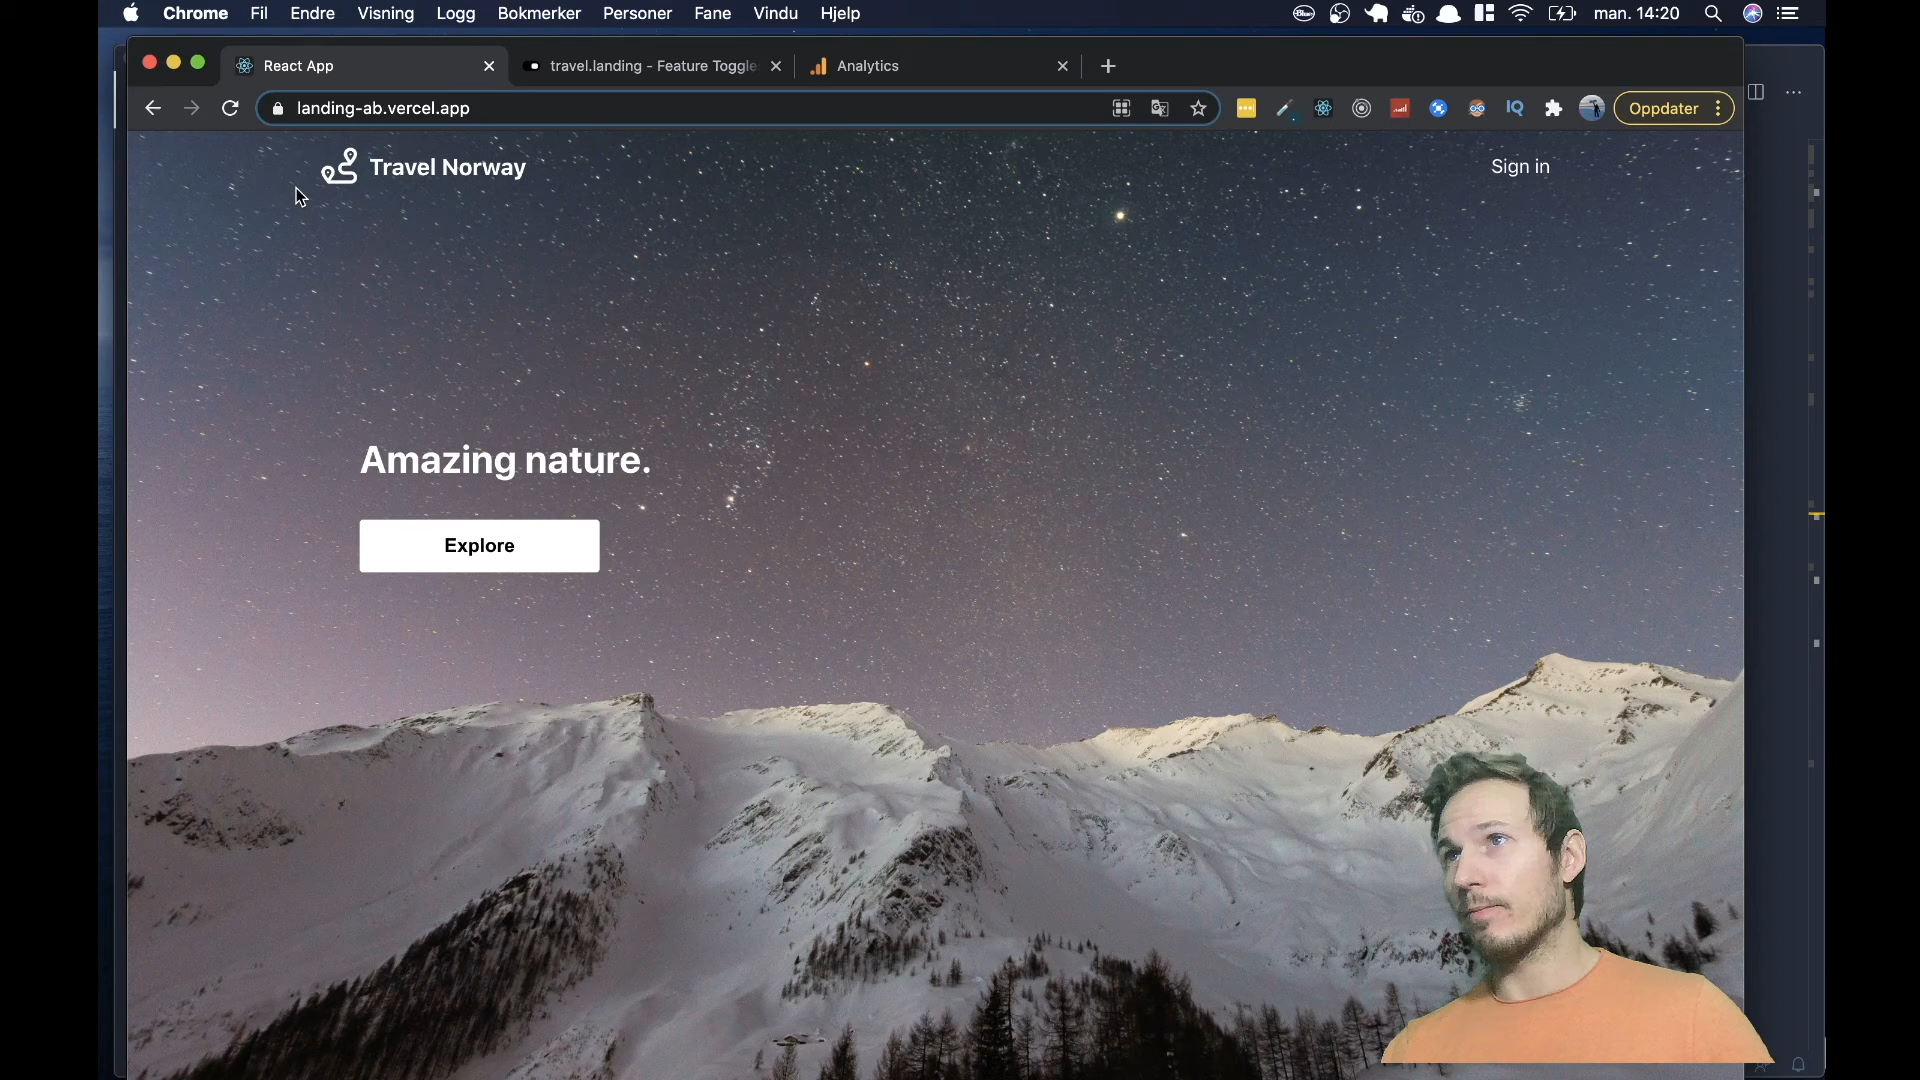 Chrome Fil Endre Visning Logg Bokmerker Personer Fane Vindu Hjelp man. 14:20
React App travel.landing - Feature Toggle Analytics
landing-ab.vercel.app IQ Oppdater
Travel Norway Sign in
Amazing nature.
Explore